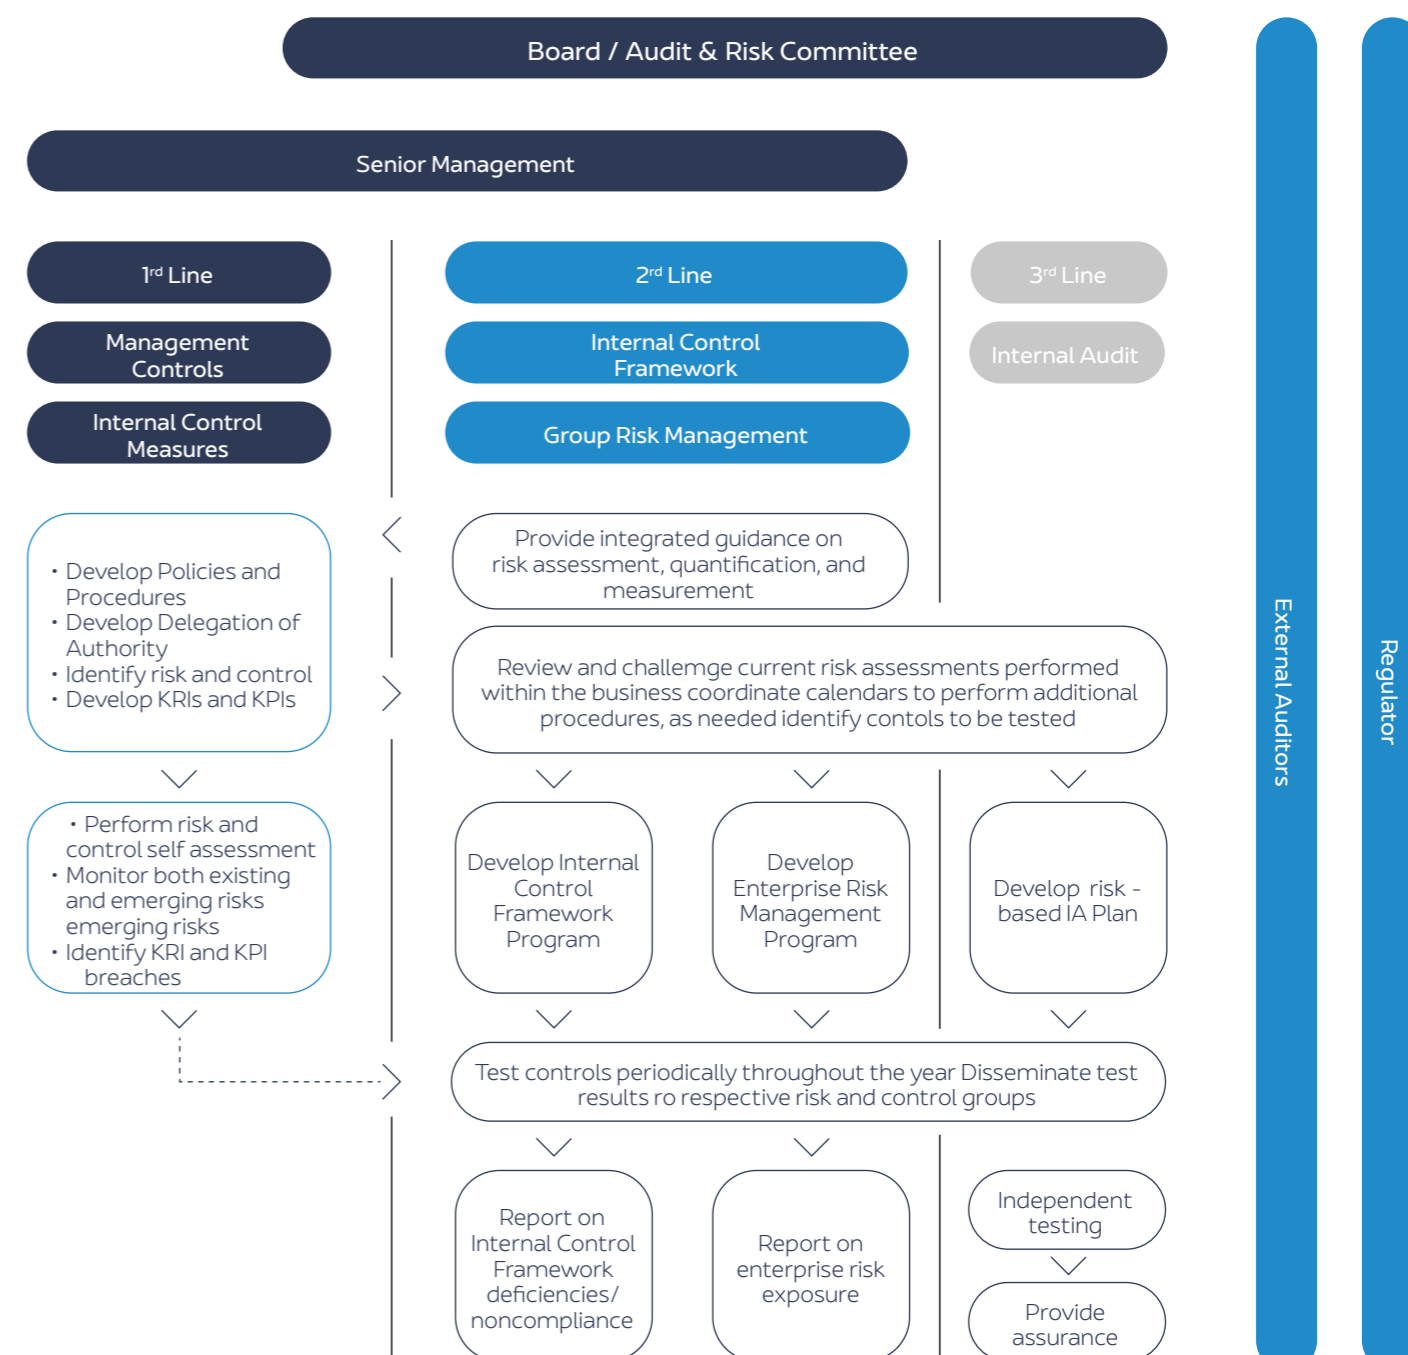 Board / Audit & Risk Committee
Senior Management
1rd Line
Management
Controls
Internal Control
Measures
2rd Line
Internal Control
Framework
Group Risk Management
3rd Line
Internal Audit
• Develop Policies and
Procedures
• Develop Delegation of
Authority
• Identify risk and control
• Develop KRIs and KPIs
Provide integrated guidance on
risk assessment, quantification, and
measurement
Review and challemge current risk assessments performed
within the business coordinate calendars to perform additional
procedures, as needed identify contols to be tested
• Perform risk and
control self assessment
• Monitor both existing
and emerging risks
emerging risks
• Identify KRI and KPI
breaches
Develop Internal
Control
Framework
Program
Develop
Enterprise Risk
Management
Program
Develop risk -
based IA Plan
Test controls periodically throughout the year Disseminate test
results ro respective risk and control groups
Report on
Internal Control
Framework
deficiencies/
noncompliance
Report on
enterprise risk
exposure
Independent
testing
Provide
assurance
External Auditors
Regulator